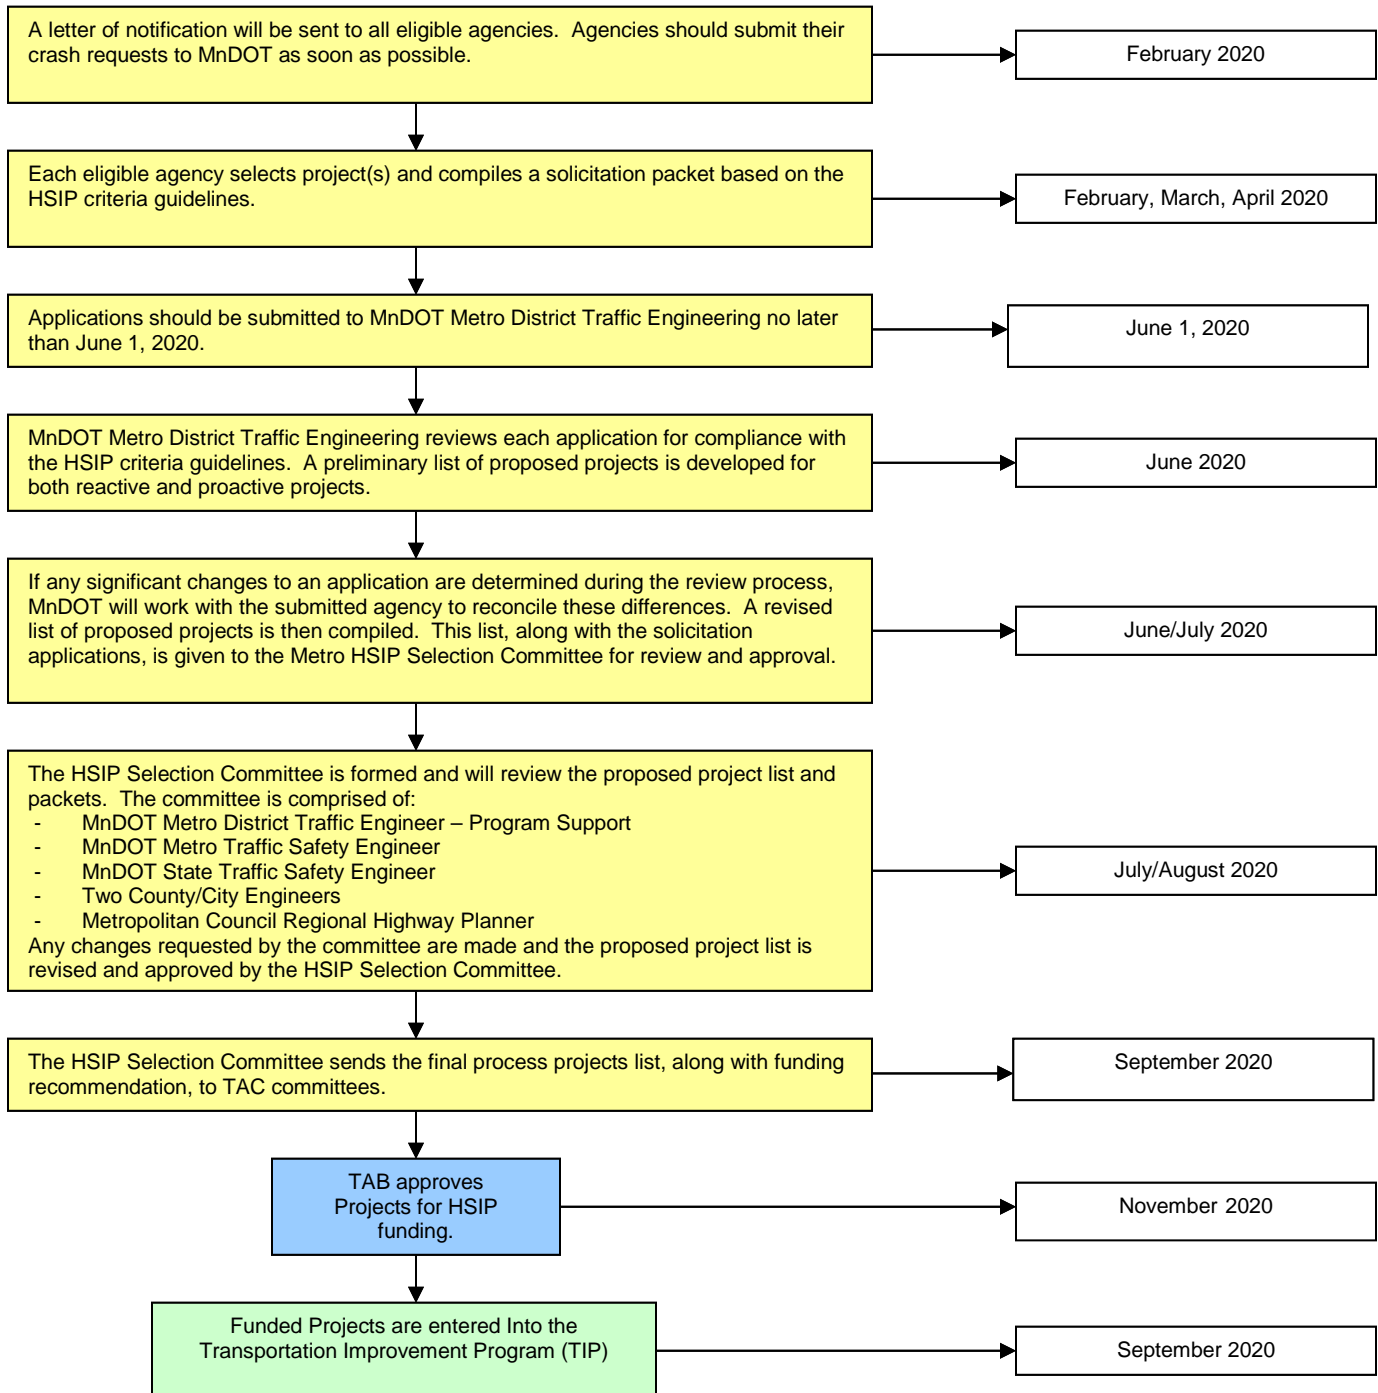 A letter of notification will be sent to all eligible agencies.  Agencies should submit their
crash requests to MnDOT as soon as possible.
February 2020
Each eligible agency selects project(s) and compiles a solicitation packet based on the
HSIP criteria guidelines.
February, March, April 2020
Applications should be submitted to MnDOT Metro District Traffic Engineering no later
than June 1, 2020.
June 1, 2020
MnDOT Metro District Traffic Engineering reviews each application for compliance with
the HSIP criteria guidelines.  A preliminary list of proposed projects is developed for
both reactive and proactive projects.
June 2020
If any significant changes to an application are determined during the review process,
MnDOT will work with the submitted agency to reconcile these differences.  A revised
list of proposed projects is then compiled.  This list, along with the solicitation
applications, is given to the Metro HSIP Selection Committee for review and approval.
June/July 2020
The HSIP Selection Committee is formed and will review the proposed project list and
packets.  The committee is comprised of:
- MnDOT Metro District Traffic Engineer – Program Support
- MnDOT Metro Traffic Safety Engineer
- MnDOT State Traffic Safety Engineer
- Two County/City Engineers
- Metropolitan Council Regional Highway Planner
Any changes requested by the committee are made and the proposed project list is
revised and approved by the HSIP Selection Committee.
July/August 2020
The HSIP Selection Committee sends the final process projects list, along with funding
recommendation, to TAC committees.
September 2020
TAB approves
Projects for HSIP
funding.
November 2020
Funded Projects are entered Into the
Transportation Improvement Program (TIP)
September 2020